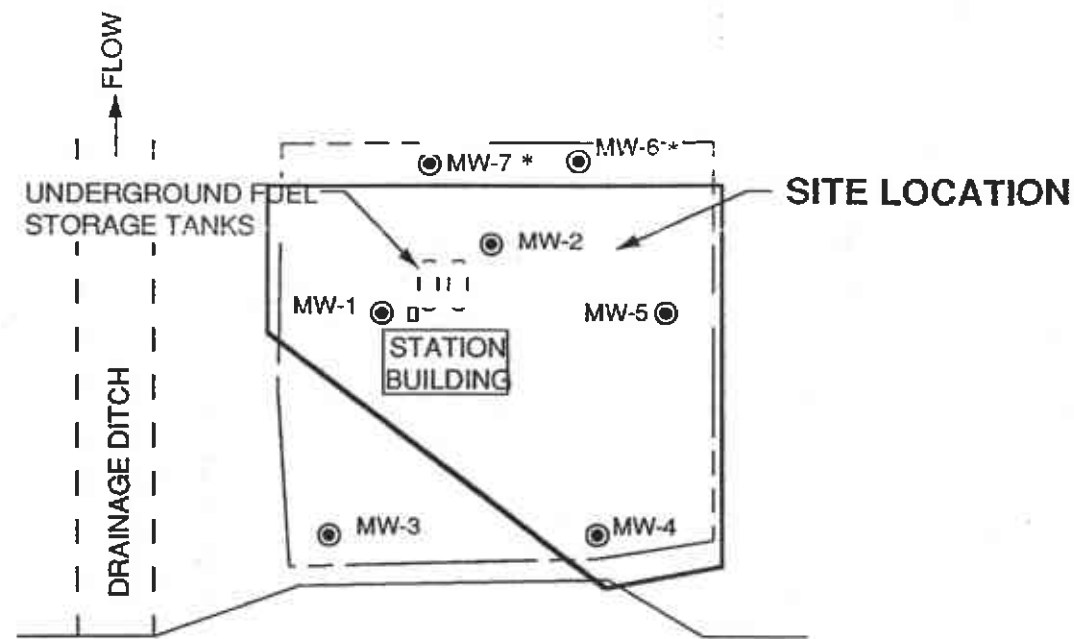 FLOW
MW-7 *
MW-6 *
UNDERGROUND FUEL
STORAGE TANKS
SITE LOCATION
MW-2
MW-1
MW-5
STATION
BUILDING
DRAINAGE DITCH
MW-3
MW-4